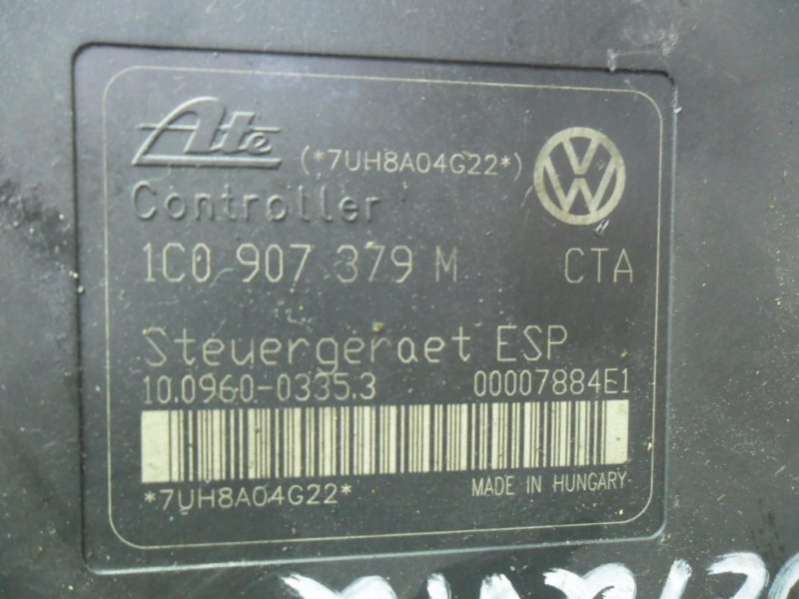 Ate (*7UH8A04G22*)
Controller
1C0 907 379 M CTA
Steuergeraet ESP
10.0960-0335.3 00007884E1
*7UH8A04G22* MADE IN HUNGARY